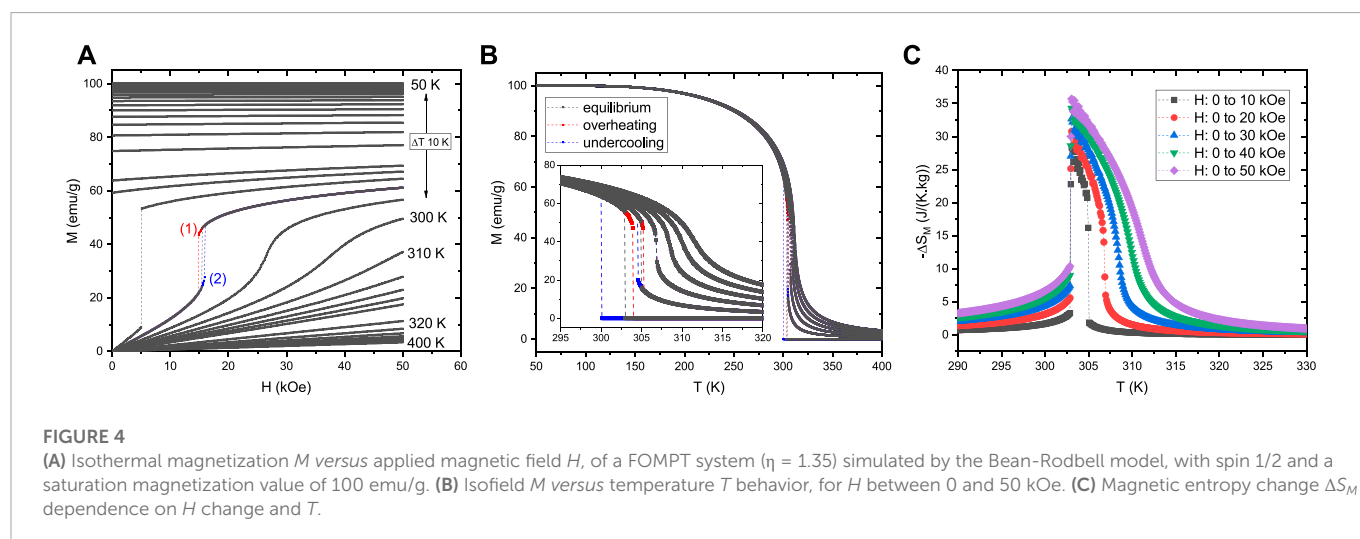 A
B
C
M (emu/g)
100
80
60
40
20
0
0 10 20 30 40 50 60
H (kOe)
50 K
ΔT 10 K
300 K
310 K
320 K
400 K
(1)
(2)
M (emu/g)
100
80
60
40
20
0
50 100 150 200 250 300 350 400
T (K)
equilibrium
overheating
undercooling
80
60
40
20
0
295 300 305 310 315 320
-ΔS_M (J/(K.kg))
-40
35
30
25
20
15
10
5
0
290 295 300 305 310 315 320 325 330
T (K)
H: 0 to 10 kOe
H: 0 to 20 kOe
H: 0 to 30 kOe
H: 0 to 40 kOe
H: 0 to 50 kOe
FIGURE 4
(A) Isothermal magnetization M versus applied magnetic field H, of a FOMPT system (η = 1.35) simulated by the Bean-Rodbell model, with spin 1/2 and a
saturation magnetization value of 100 emu/g. (B) Isofield M versus temperature T behavior, for H between 0 and 50 kOe. (C) Magnetic entropy change ΔS_M
dependence on H change and T.